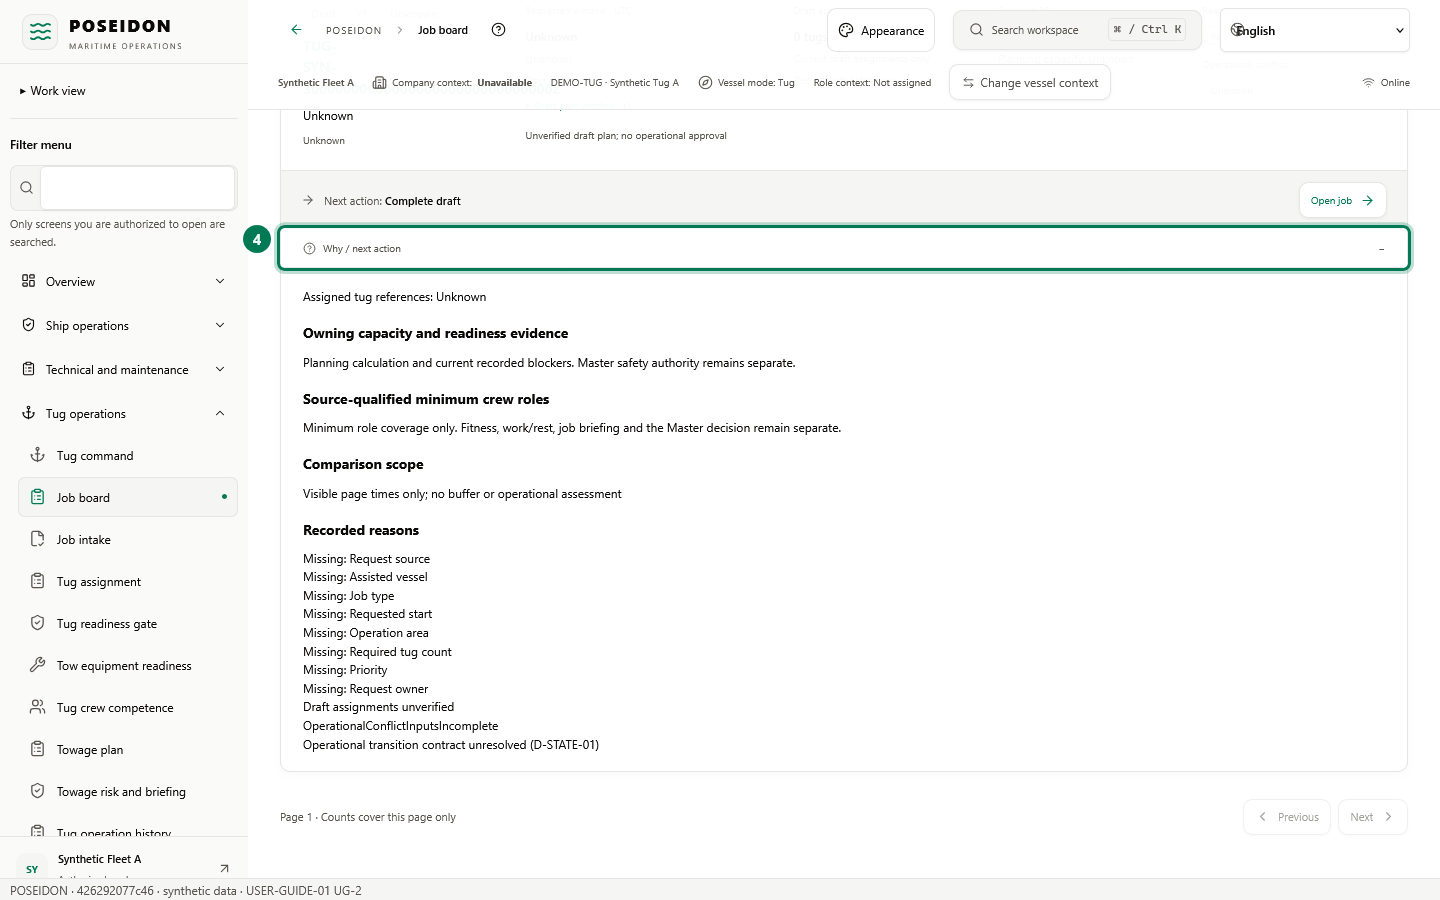 POSEIDON
MARITIME OPERATIONS
Work view
Filter menu
Only screens you are authorized to open are
searched.
Overview
Ship operations
Technical and maintenance
Tug operations
Tug command
Job board
Job intake
Tug assignment
Tug readiness gate
Tow equipment readiness
Tug crew competence
Towage plan
Towage risk and briefing
Tug operation history
SY
Synthetic Fleet A
POSEIDON
Job board
Appearance
Search workspace
⌘ / Ctrl K
English
Synthetic Fleet A
Company context: Unavailable
DEMO-TUG · Synthetic Tug A
Vessel mode: Tug
Role context: Not assigned
Change vessel context
Online
Unknown
Unknown
Unverified draft plan; no operational approval
Next action: Complete draft
Open job
4
Why / next action
–
Assigned tug references: Unknown
Owning capacity and readiness evidence
Planning calculation and current recorded blockers. Master safety authority remains separate.
Source-qualified minimum crew roles
Minimum role coverage only. Fitness, work/rest, job briefing and the Master decision remain separate.
Comparison scope
Visible page times only; no buffer or operational assessment
Recorded reasons
Missing: Request source
Missing: Assisted vessel
Missing: Job type
Missing: Requested start
Missing: Operation area
Missing: Required tug count
Missing: Priority
Missing: Request owner
Draft assignments unverified
OperationalConflictInputsIncomplete
Operational transition contract unresolved (D-STATE-01)
Page 1 · Counts cover this page only
Previous
Next
POSEIDON · 426292077c46 · synthetic data · USER-GUIDE-01 UG-2